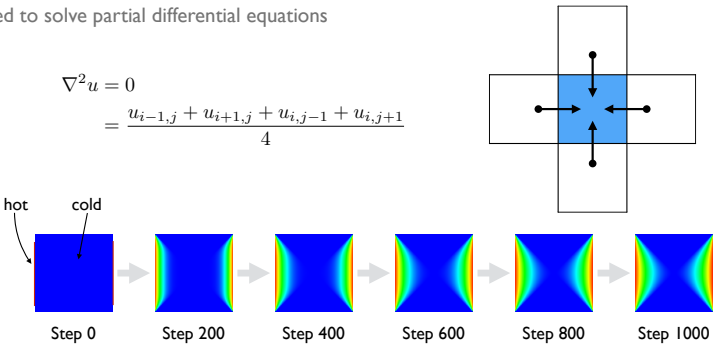 ed to solve partial differential equations
∇²u = 0
= \frac{u_{i-1,j} + u_{i+1,j} + u_{i,j-1} + u_{i,j+1}}{4}
hot cold
Step 0 Step 200 Step 400 Step 600 Step 800 Step 1000